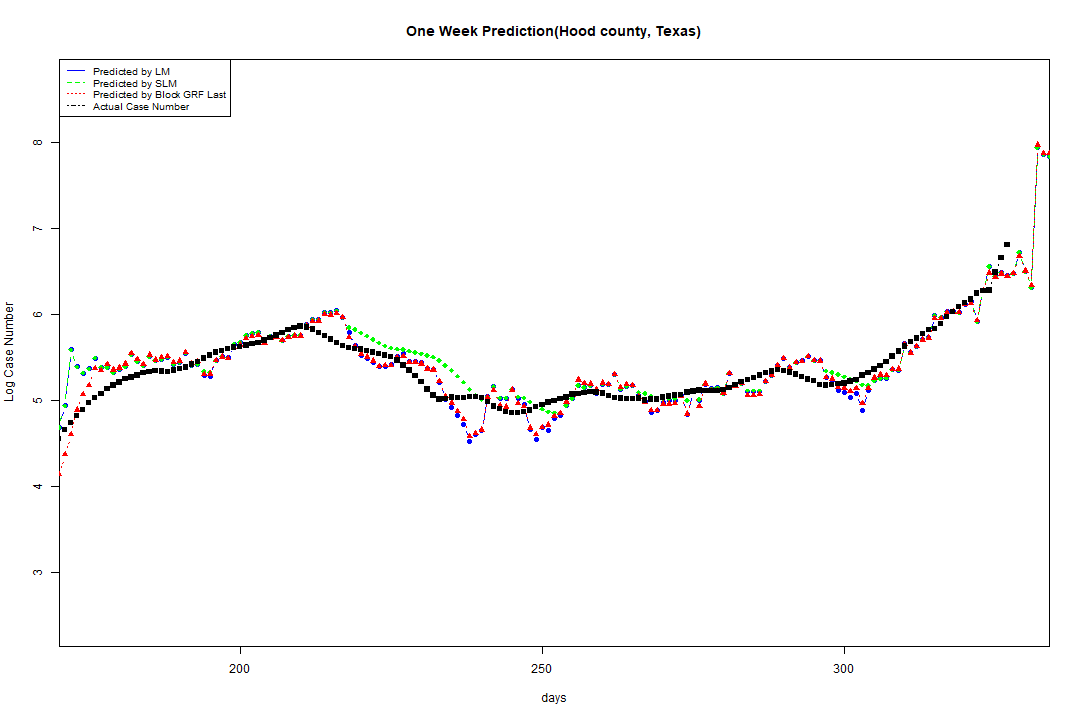 One Week Prediction(Hood county, Texas)
Predicted by LM
Predicted by SLM
Predicted by Block GRF Last
Actual Case Number
8
7
6
5
4
3
Log Case Number
200
250
300
days